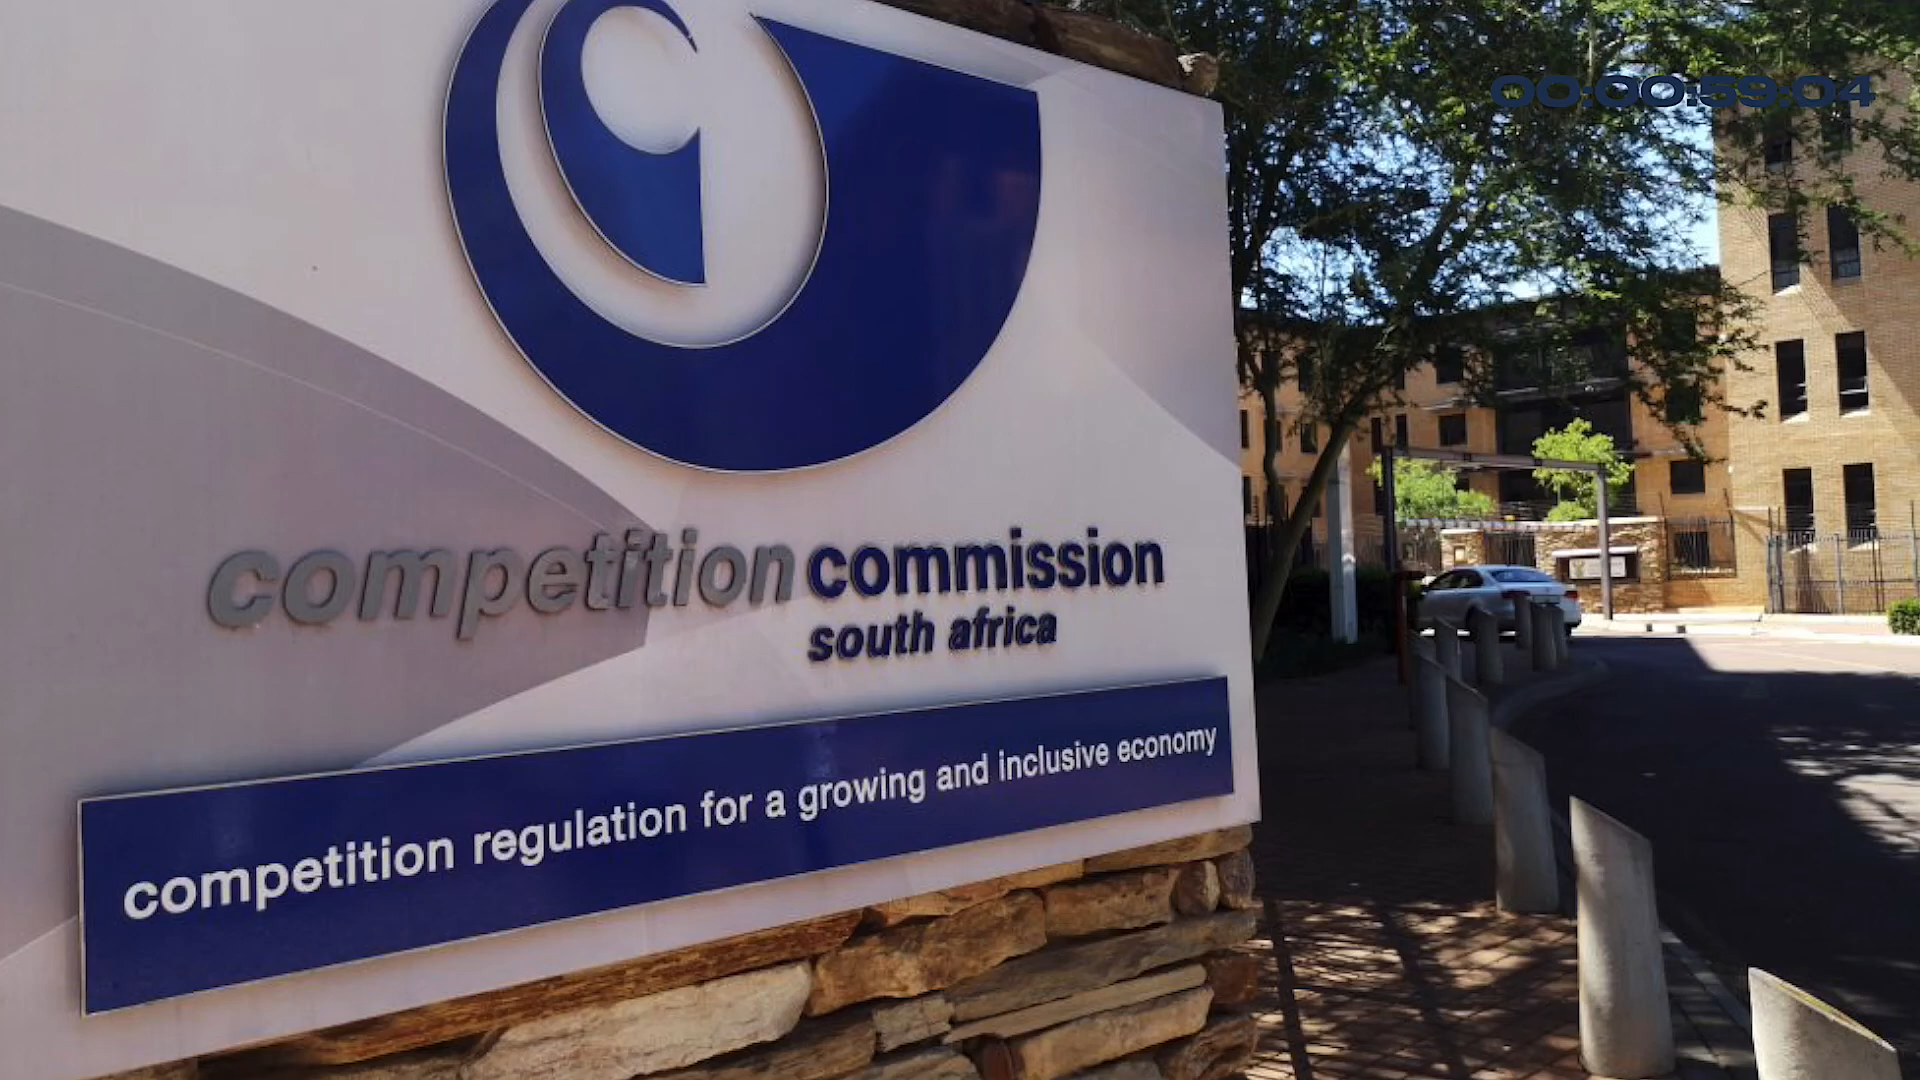 00:00:59:04
competition commission
south africa
competition regulation for a growing and inclusive economy